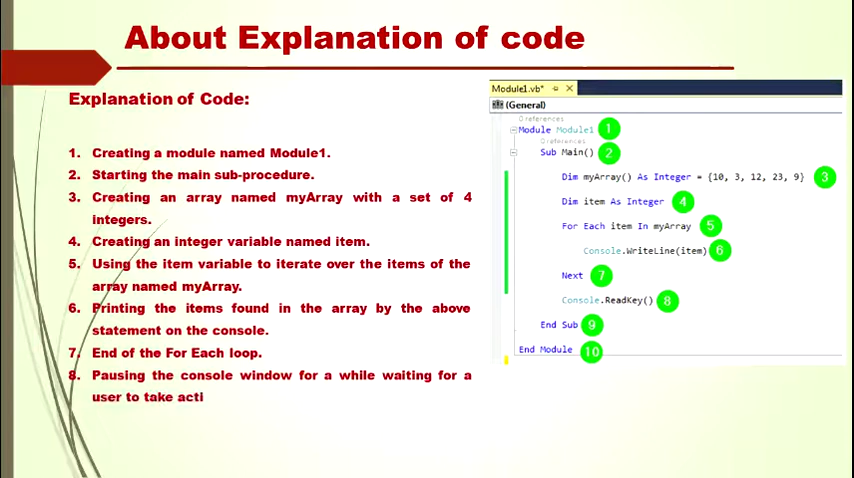 About Explanation of code
Explanation of Code:
1. Creating a module named Module1.
2. Starting the main sub-procedure.
3. Creating an array named myArray with a set of 4
integers.
4. Creating an integer variable named item.
5. Using the item variable to iterate over the items of the
array named myArray.
6. Printing the items found in the array by the above
statement on the console.
7. End of the For Each loop.
8. Pausing the console window for a while waiting for a
user to take acti
Module1.vb*
(General)
0 references
Module Module1 1
0 references
Sub Main() 2
Dim myArray() As Integer = {10, 3, 12, 23, 9} 3
Dim item As Integer 4
For Each item In myArray 5
Console.WriteLine(item) 6
Next 7
Console.ReadKey() 8
End Sub 9
End Module 10